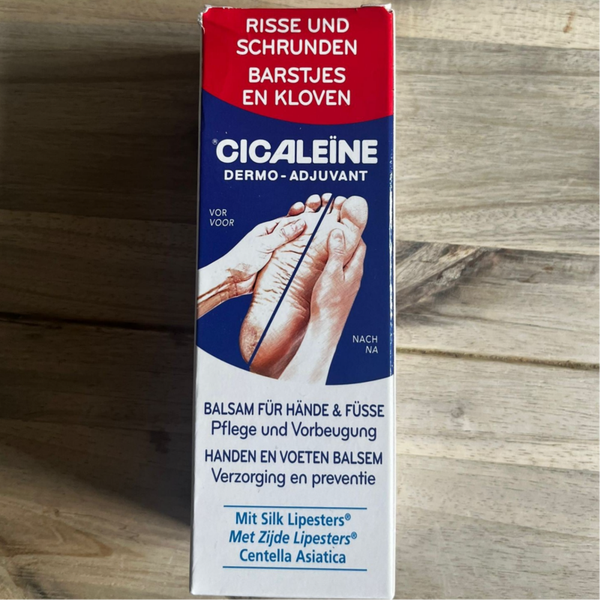 RISSE UND
SCHRUNDEN
BARSTJES
EN KLOVEN
®CICALEÏNE
DERMO-ADJUVANT
VOR
VOOR
NACH
NA
BALSAM FÜR HÄNDE & FÜSSE
Pflege und Vorbeugung
HANDEN EN VOETEN BALSEM
Verzorging en preventie
Mit Silk Lipesters®
Met Zijde Lipesters®
Centella Asiatica